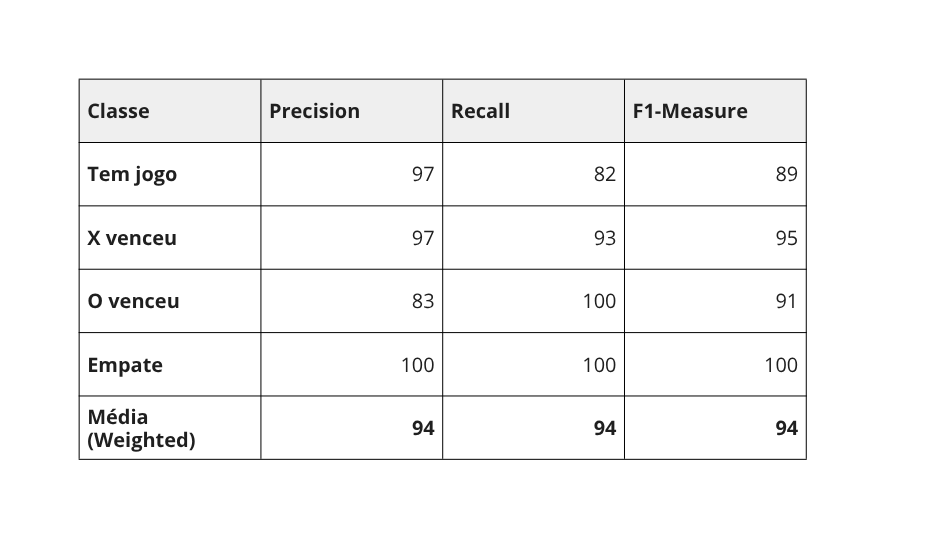 Classe Precision Recall F1-Measure
Tem jogo 97 82 89
X venceu 97 93 95
O venceu 83 100 91
Empate 100 100 100
Média
(Weighted) 94 94 94